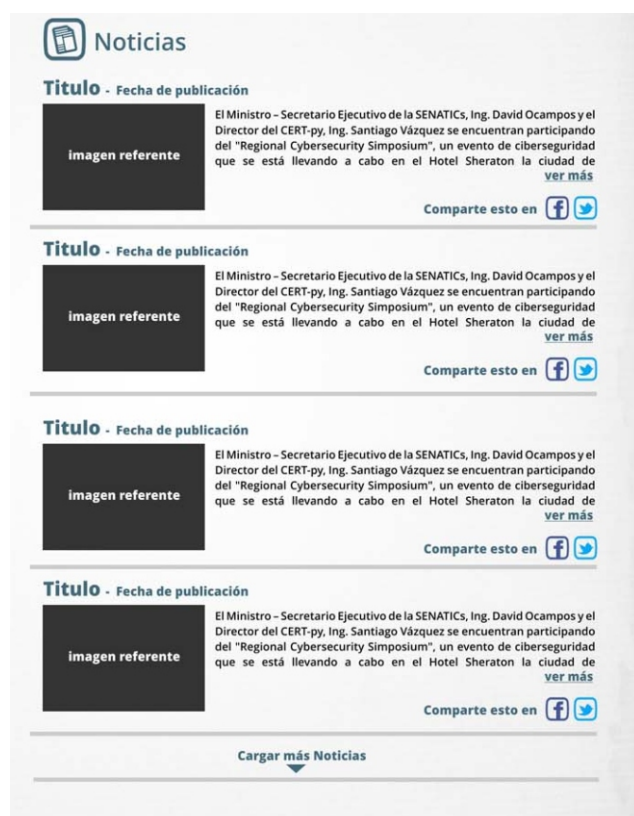 Noticias
Titulo - Fecha de publicación
imagen referente
El Ministro – Secretario Ejecutivo de la SENATICs, Ing. David Ocampos y el
Director del CERT-py, Ing. Santiago Vázquez se encuentran participando
del "Regional Cybersecurity Simposium", un evento de ciberseguridad
que se está llevando a cabo en el Hotel Sheraton la ciudad de
ver más
Comparte esto en
Titulo - Fecha de publicación
imagen referente
El Ministro – Secretario Ejecutivo de la SENATICs, Ing. David Ocampos y el
Director del CERT-py, Ing. Santiago Vázquez se encuentran participando
del "Regional Cybersecurity Simposium", un evento de ciberseguridad
que se está llevando a cabo en el Hotel Sheraton la ciudad de
ver más
Comparte esto en
Titulo - Fecha de publicación
imagen referente
El Ministro – Secretario Ejecutivo de la SENATICs, Ing. David Ocampos y el
Director del CERT-py, Ing. Santiago Vázquez se encuentran participando
del "Regional Cybersecurity Simposium", un evento de ciberseguridad
que se está llevando a cabo en el Hotel Sheraton la ciudad de
ver más
Comparte esto en
Titulo - Fecha de publicación
imagen referente
El Ministro – Secretario Ejecutivo de la SENATICs, Ing. David Ocampos y el
Director del CERT-py, Ing. Santiago Vázquez se encuentran participando
del "Regional Cybersecurity Simposium", un evento de ciberseguridad
que se está llevando a cabo en el Hotel Sheraton la ciudad de
ver más
Comparte esto en
Cargar más Noticias